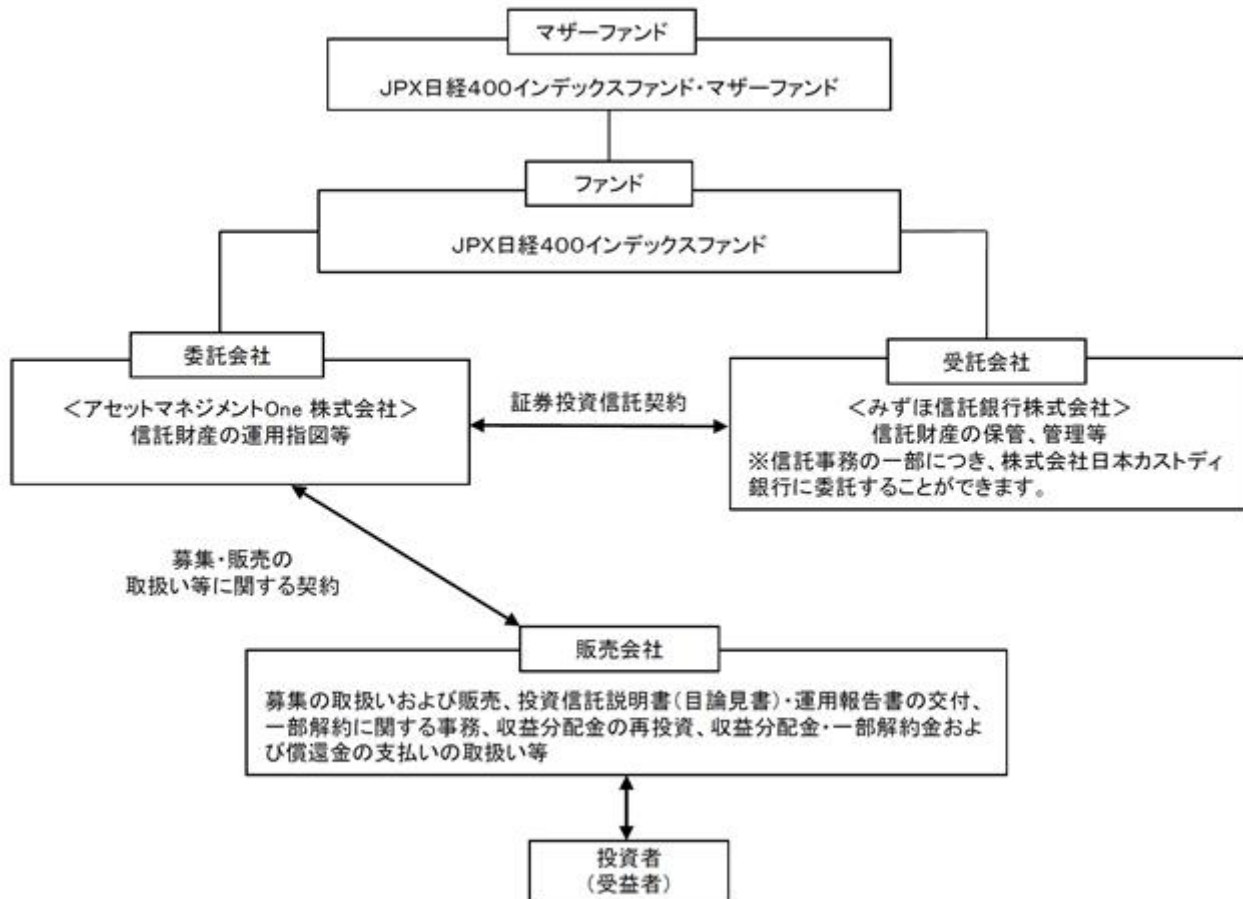 マザーファンド
JPX日経400インデックスファンド・マザーファンド
ファンド
JPX日経400インデックスファンド
委託会社
＜アセットマネジメントOne 株式会社＞
信託財産の運用指図等
証券投資信託契約
受託会社
＜みずほ信託銀行株式会社＞
信託財産の保管、管理等
※信託事務の一部につき、株式会社日本カストディ
銀行に委託することができます。
募集・販売の
取扱い等に関する契約
販売会社
募集の取扱いおよび販売、投資信託説明書（目論見書）・運用報告書の交付、
一部解約に関する事務、収益分配金の再投資、収益分配金・一部解約金およ
び償還金の支払いの取扱い等
投資者
（受益者）